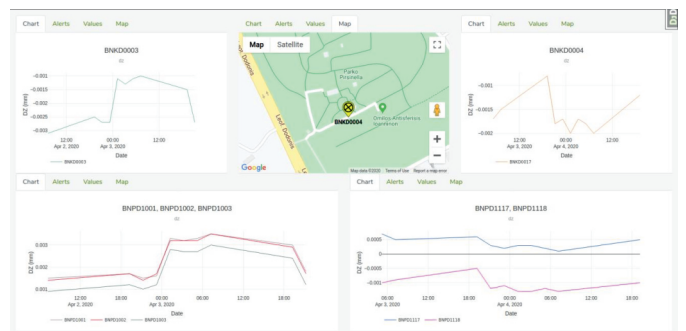 Chart Alerts Values Map
BNKD0003
DZ (mm)
−0.001
−0.0015
−0.002
−0.0025
−0.003
12:00 00:00 12:00
Apr 2, 2020 Apr 3, 2020
Date
BNKD0003
Chart Alerts Values Map
Map Satellite
Parko
BNKD0004
Google
Map data ©2020 Terms of Use Report a map error
Chart Alerts Values Map
BNKD0004
DZ (mm)
−0.001
−0.0015
−0.002
12:00 00:00 12:00
Apr 3, 2020 Apr 4, 2020
Date
BNKD0017
Chart Alerts Values Map
BNPD1001, BNPD1002, BNPD1003
DZ (mm)
0.003
0.002
0.001
12:00 18:00 00:00 06:00 12:00 18:00
Apr 2, 2020 Apr 3, 2020
Date
BNPD1001 BNPD1002 BNPD1003
Chart Alerts Values Map
BNPD1117, BNPD1118
DZ (mm)
0.0005
0
−0.0005
−0.001
06:00 12:00 18:00 00:00 06:00 12:00 18:00
Apr 3, 2020 Apr 4, 2020
Date
BNPD1117 BNPD1118